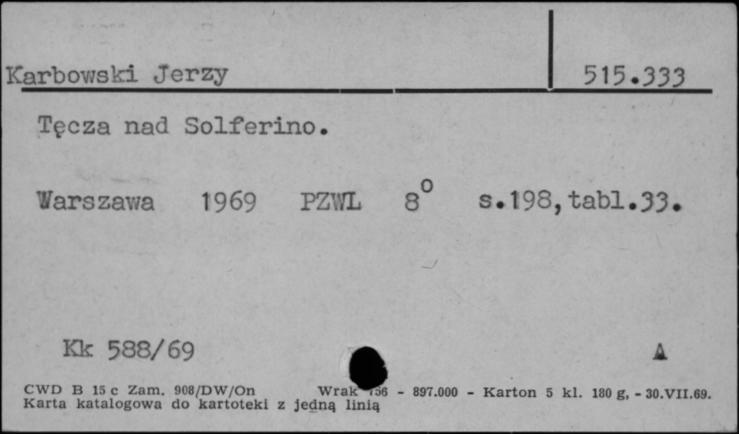 Karbowski Jerzy 515.333
Tęcza nad Solferino.
Warszawa 1969 PZWL 8° s.198,tabl.33.
Kk 588/69 A
CWD B 15 c Zam. 908/DW/On Wrak - 897.000 - Karton 5 kl. 180 g, - 30.VII.69.
Karta katalogowa do kartoteki z jedną linią